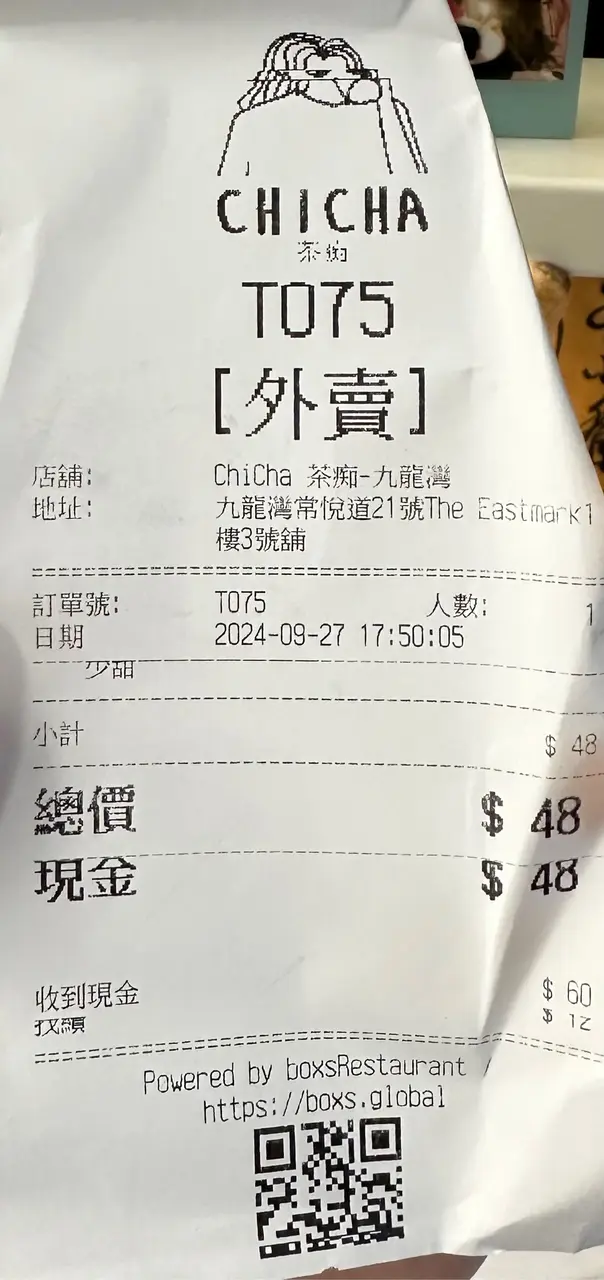 CHICHA
茶痴
T075
[外賣]
店舖: ChiCha 茶痴-九龍灣
地址: 九龍灣常悅道21號The Eastmark1
樓3號舖
訂單號: T075 人數: 1
日期 2024-09-27 17:50:05
少甜
小計 $ 48
總價 $ 48
現金 $ 48
收到現金 $ 60
找續 $ 12
Powered by boxsRestaurant /
https://boxs.global